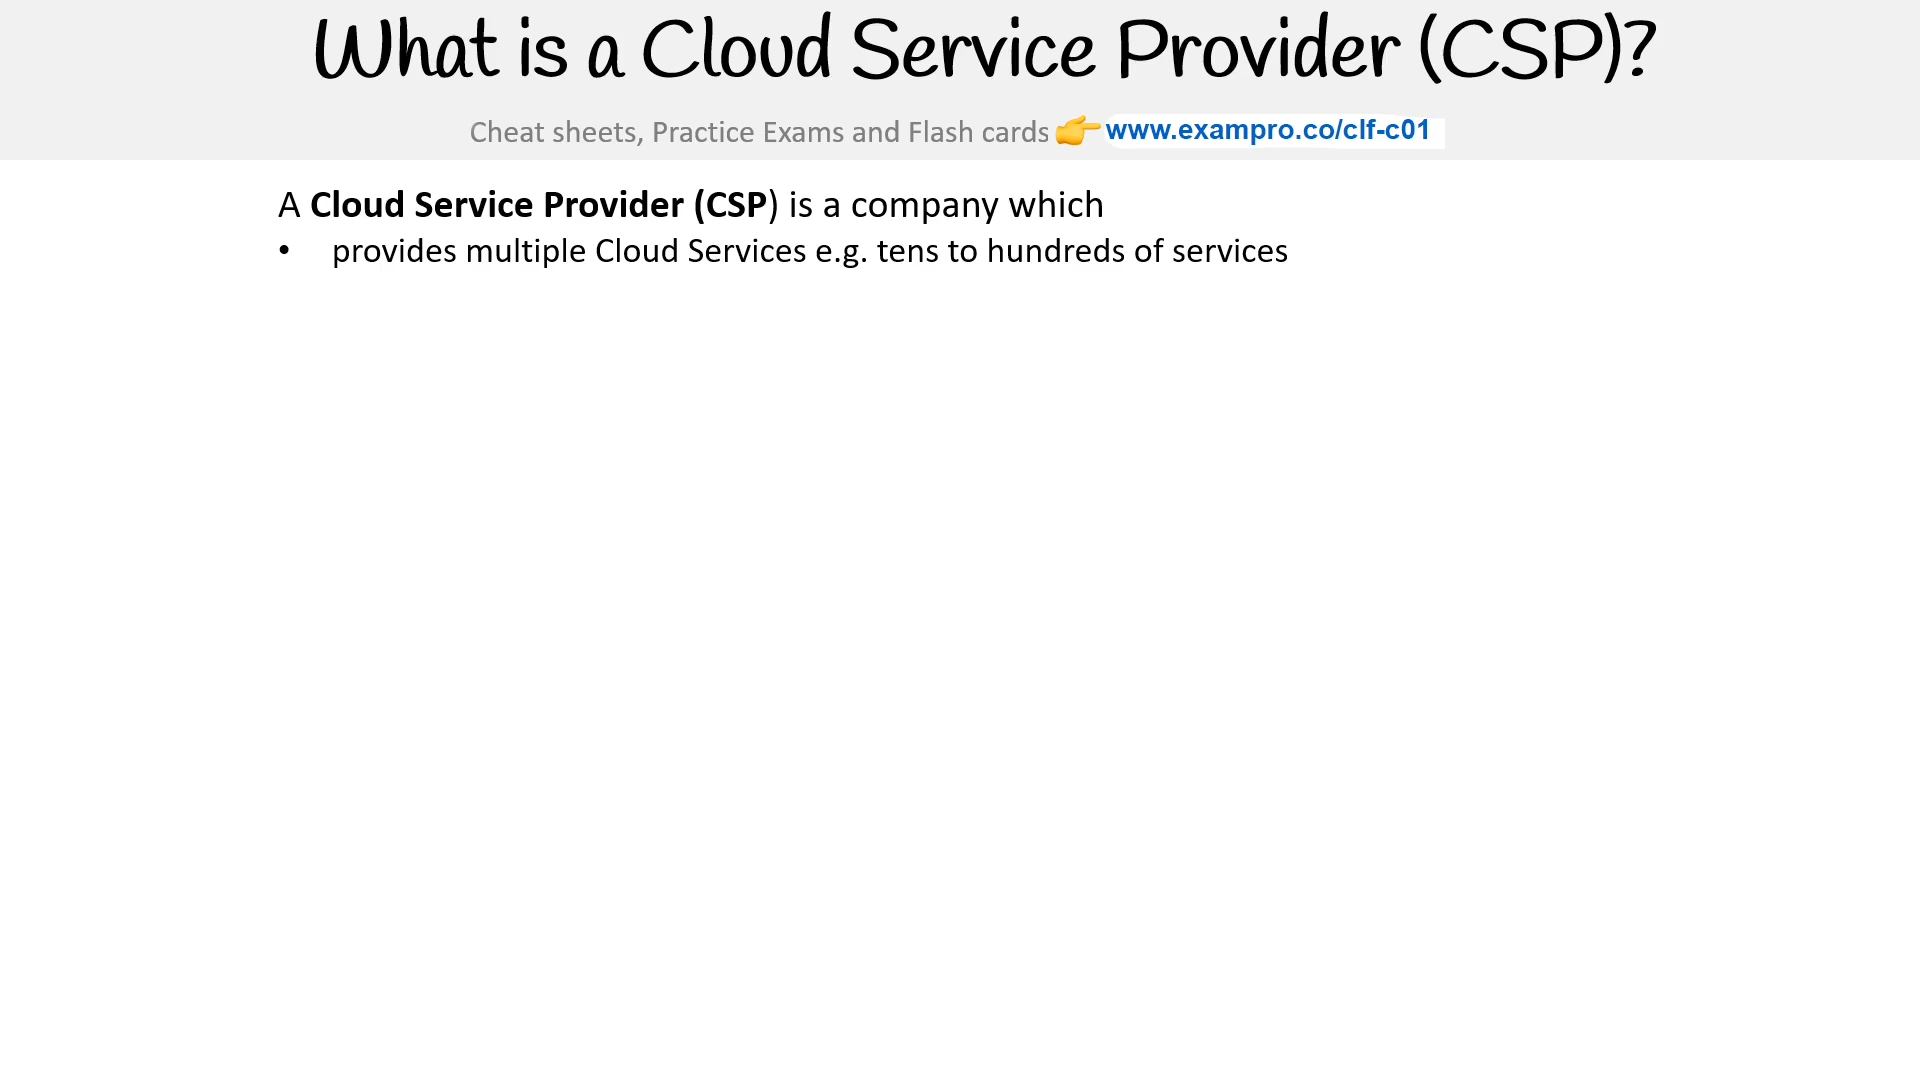 What is a Cloud Service Provider (CSP)?
Cheat sheets, Practice Exams and Flash cards 👉 www.exampro.co/clf-c01
A Cloud Service Provider (CSP) is a company which
• provides multiple Cloud Services e.g. tens to hundreds of services